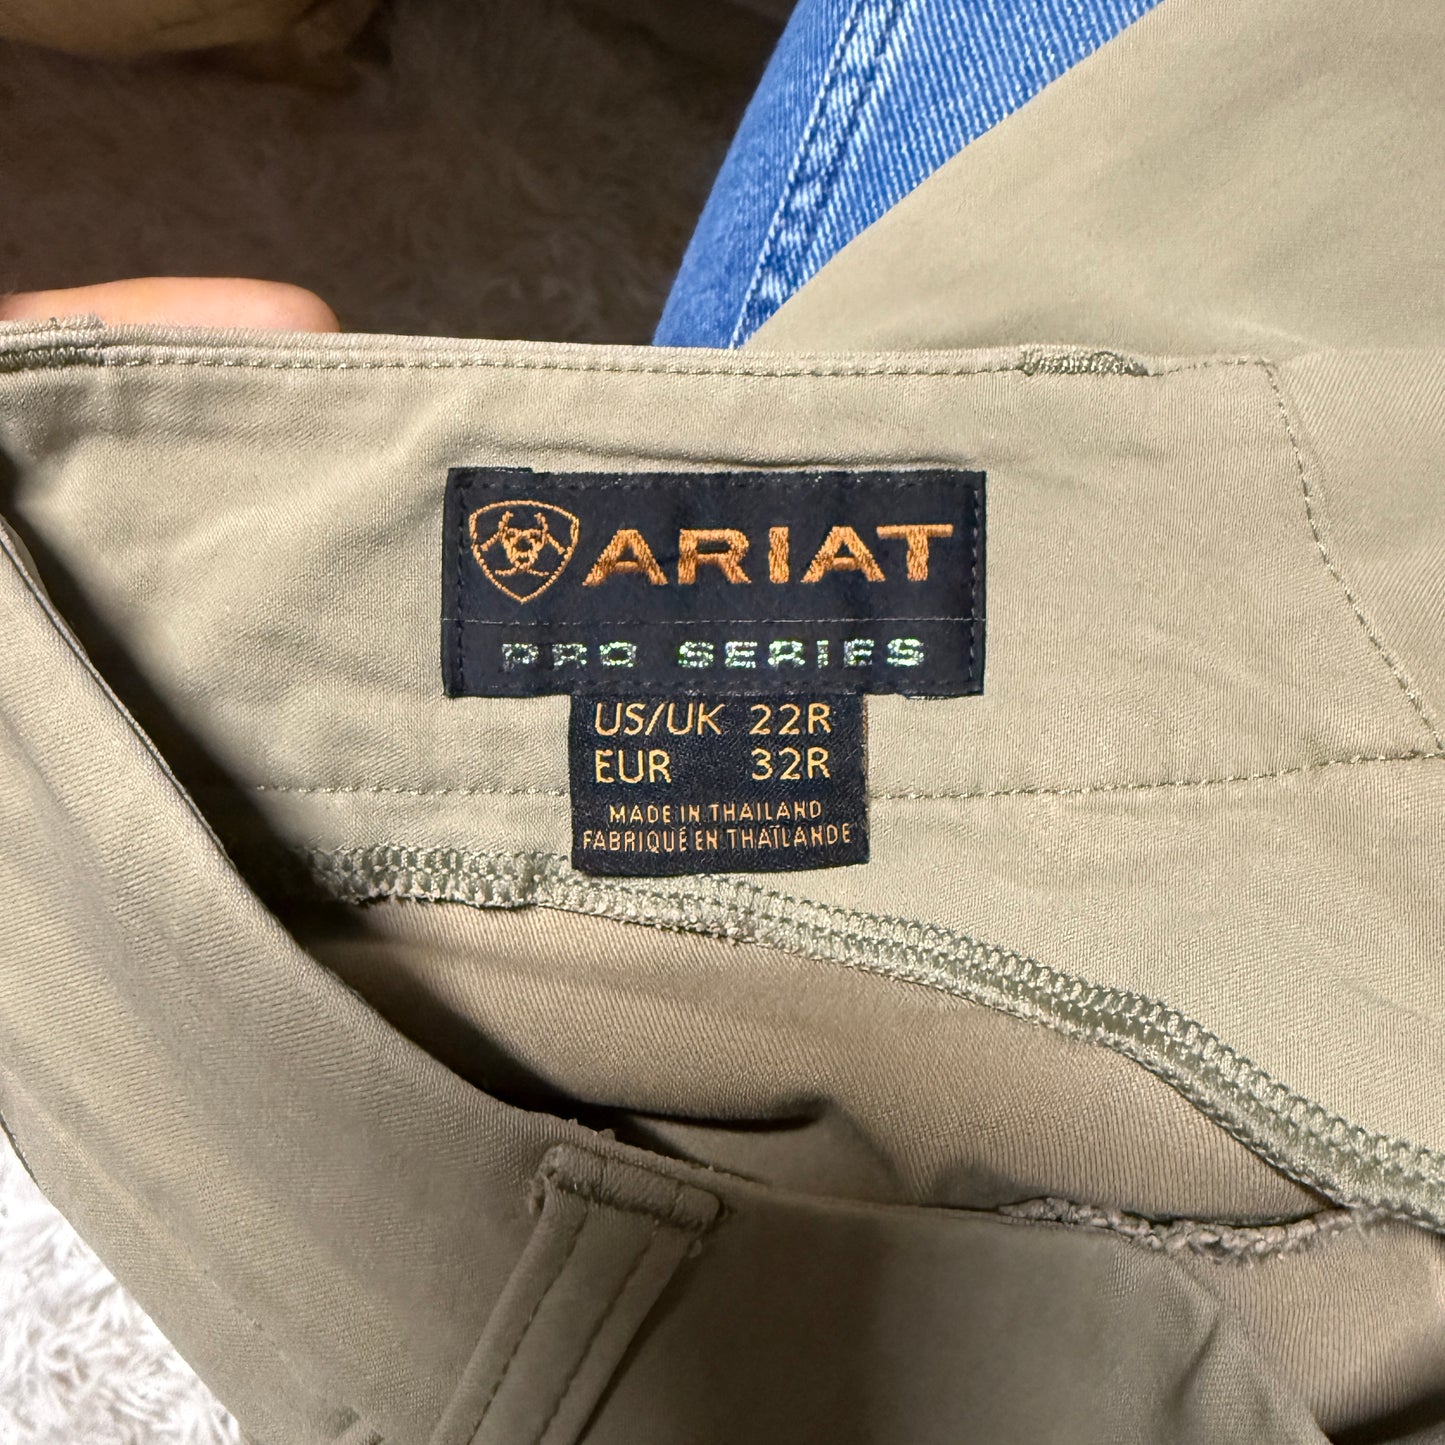 ARIAT
PRO SERIES
US/UK 22R
EUR 32R
MADE IN THAILAND
FABRIQUÉ EN THAÏLANDE